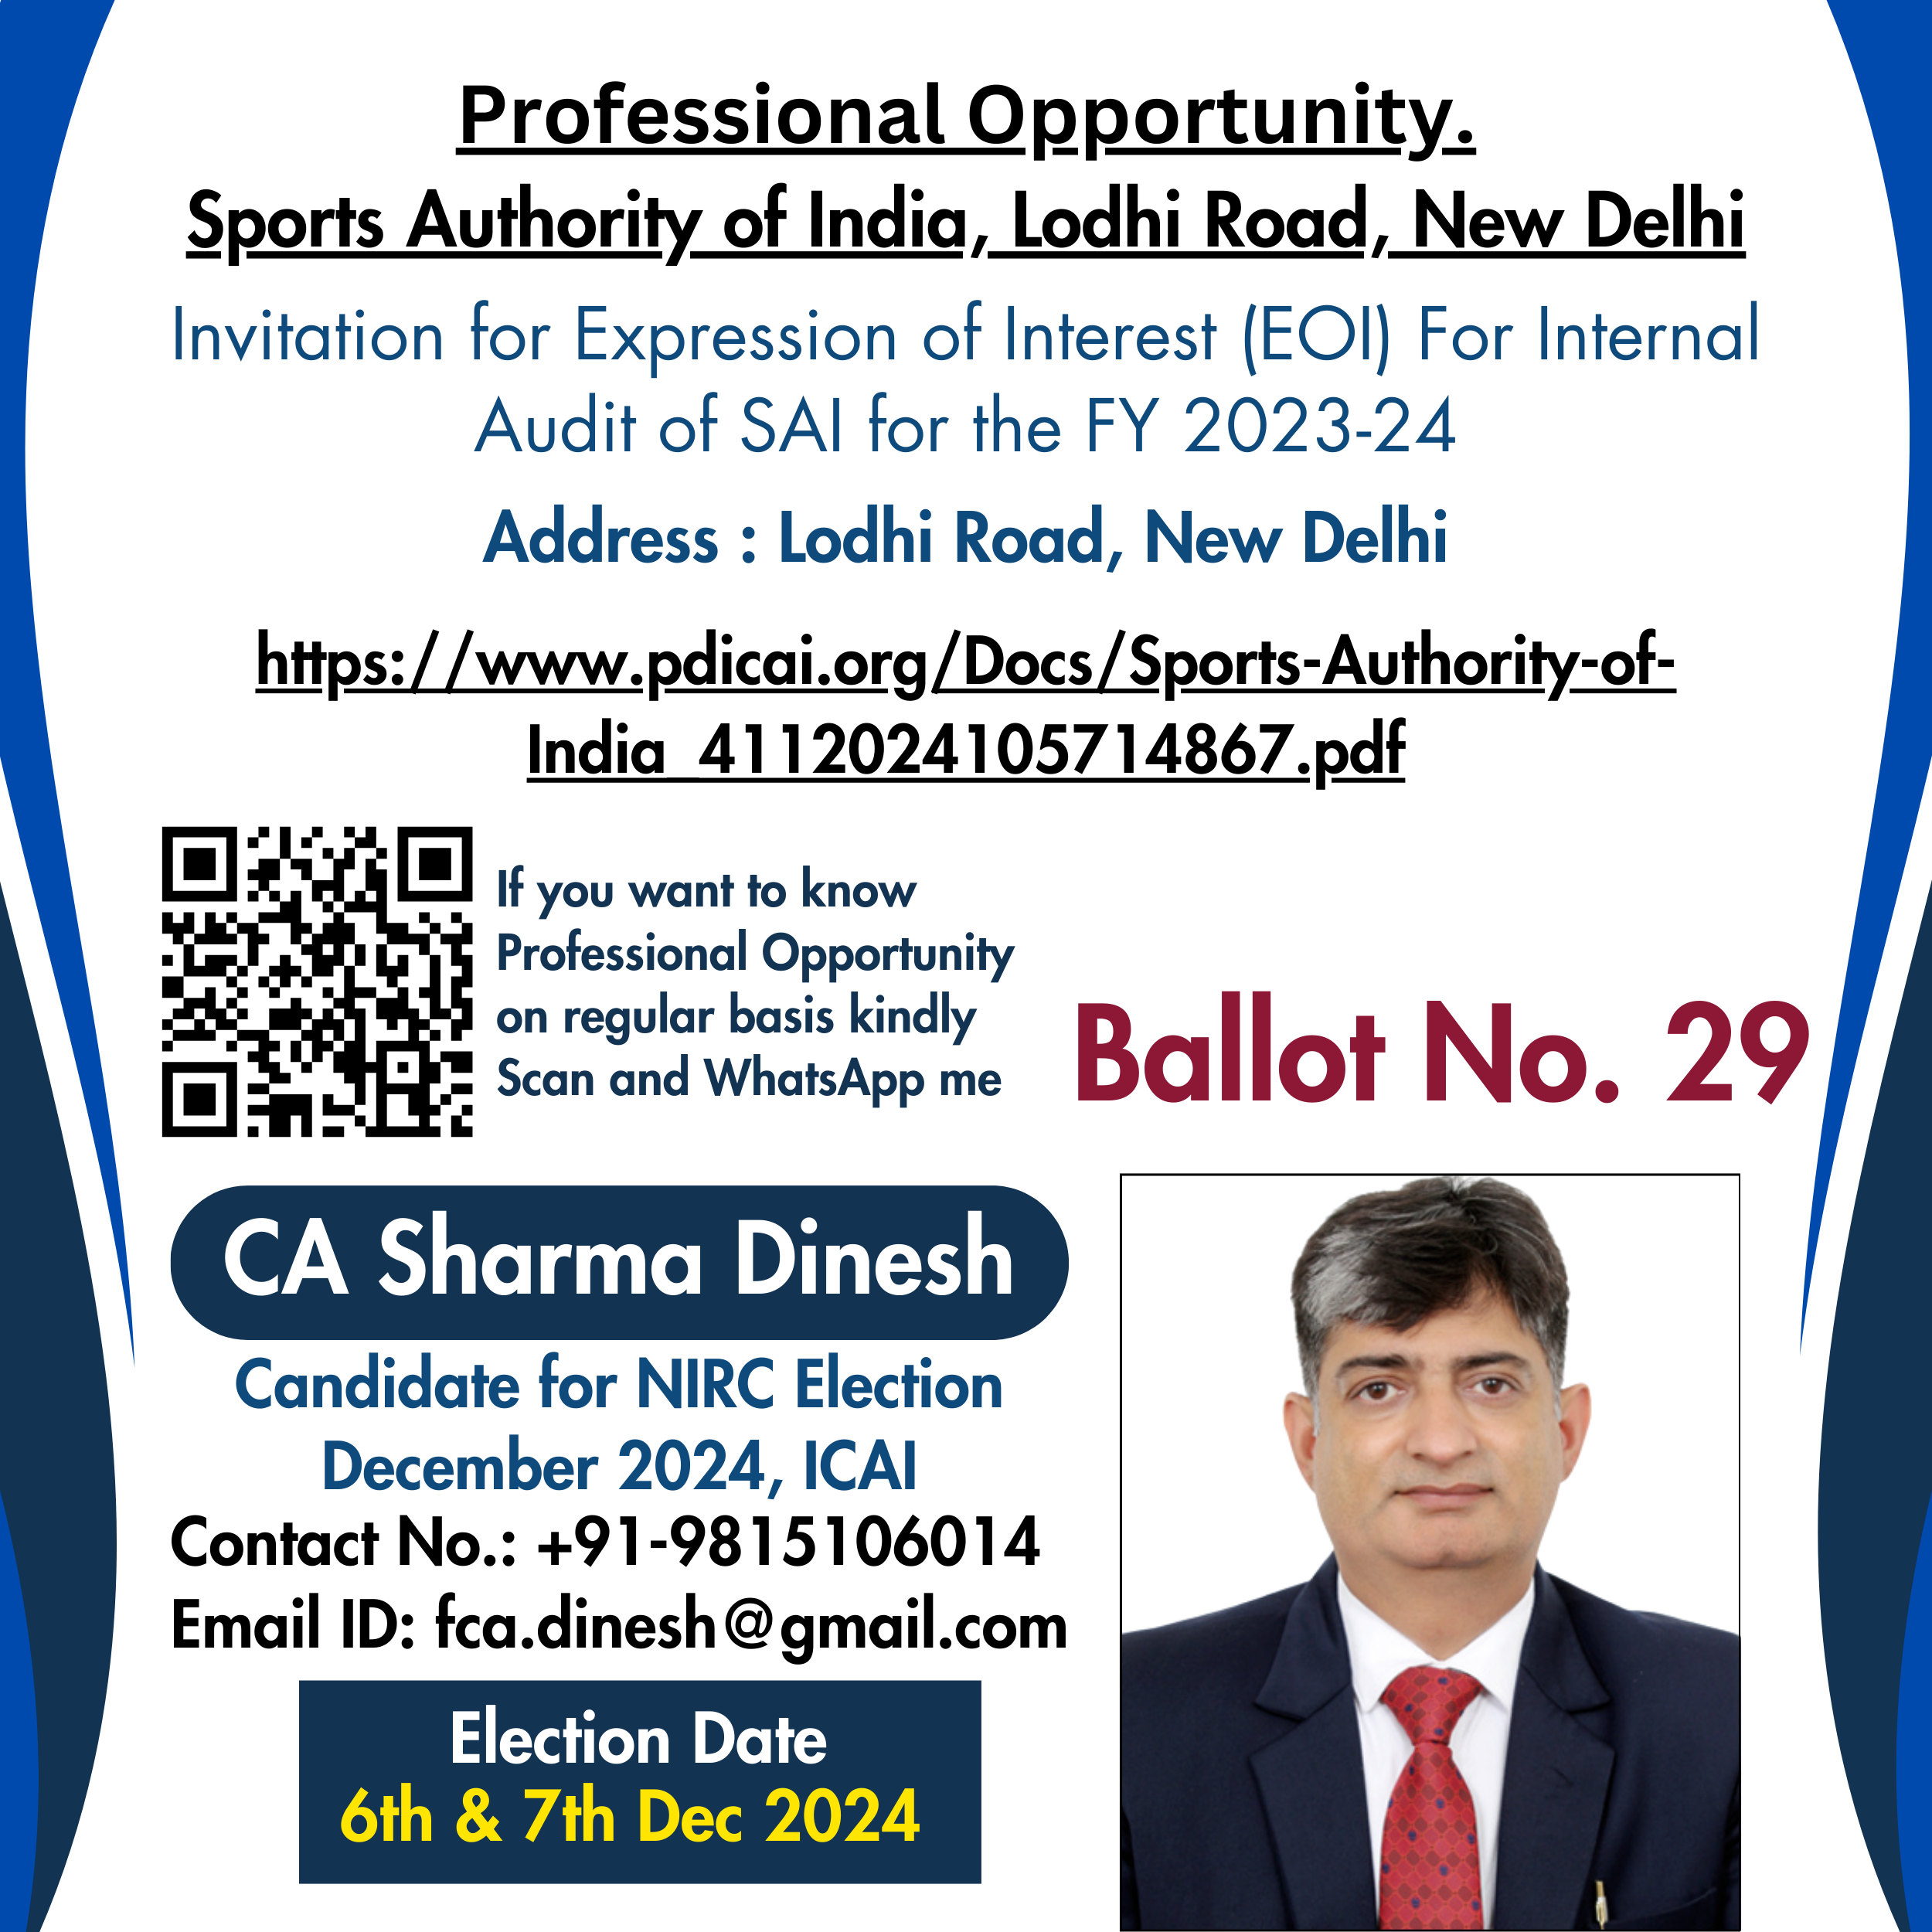 Professional Opportunity.
Sports Authority of India, Lodhi Road, New Delhi
Invitation for Expression of Interest (EOI) For Internal
Audit of SAI for the FY 2023-24
Address : Lodhi Road, New Delhi
https://www.pdicai.org/Docs/Sports-Authority-of-
India_4112024105714867.pdf
If you want to know
Professional Opportunity
on regular basis kindly
Scan and WhatsApp me
Ballot No. 29
CA Sharma Dinesh
Candidate for NIRC Election
December 2024, ICAI
Contact No.: +91-9815106014
Email ID: fca.dinesh@gmail.com
Election Date
6th & 7th Dec 2024